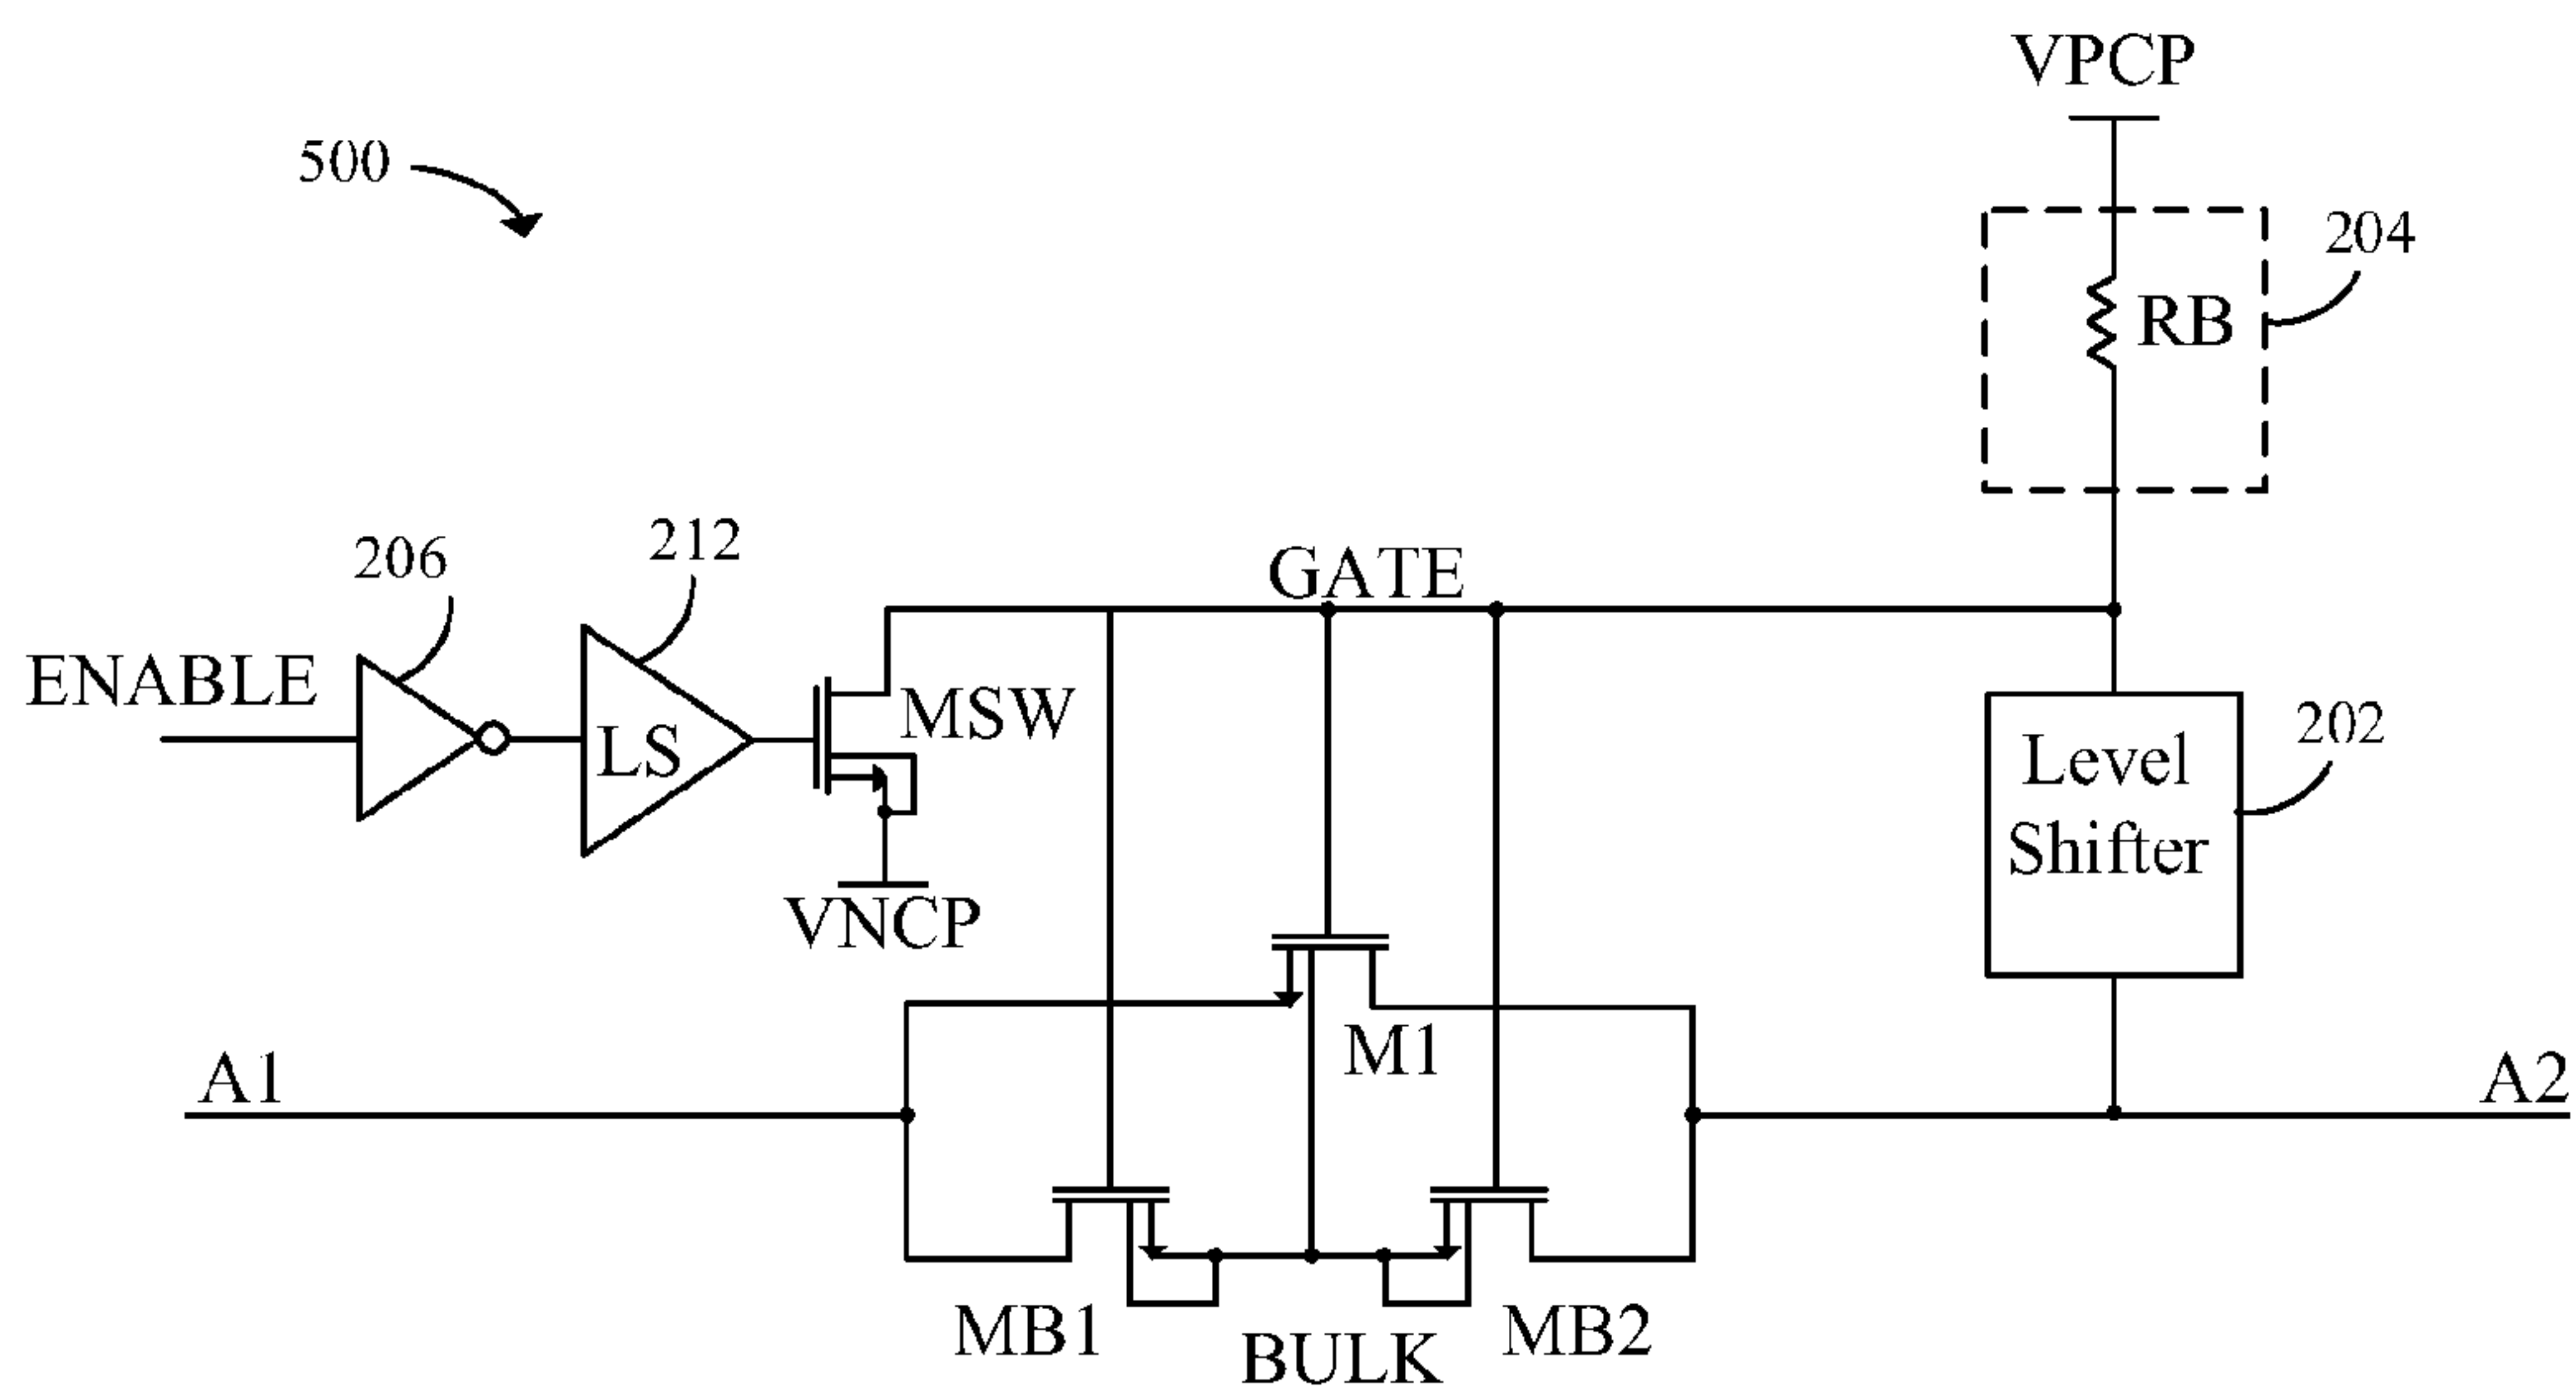 VPCP
500
204
RB
206
212
GATE
ENABLE
LS
MSW
VNCP
Level
Shifter
202
M1
A1
A2
MB1
BULK
MB2